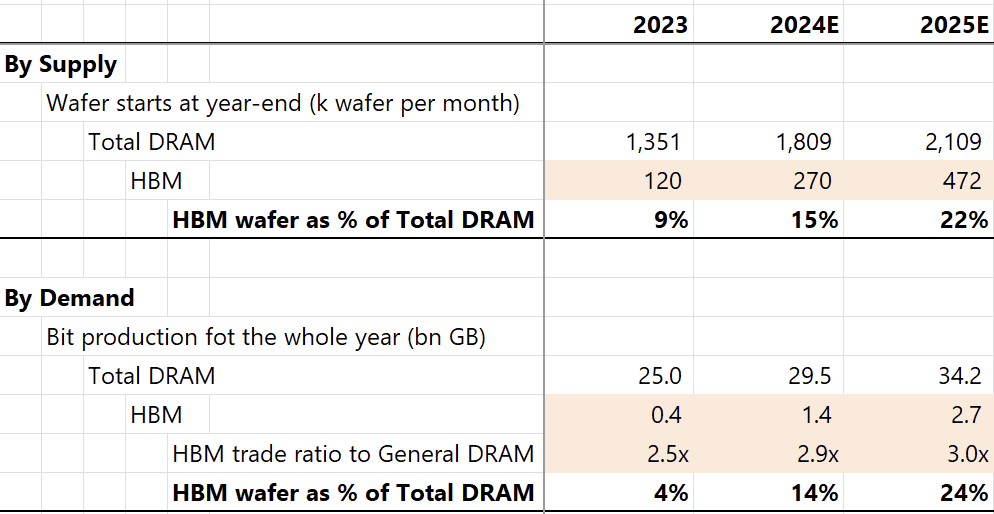 2023 2024E 2025E
By Supply
Wafer starts at year-end (k wafer per month)
Total DRAM 1,351 1,809 2,109
HBM 120 270 472
HBM wafer as % of Total DRAM 9% 15% 22%
By Demand
Bit production fot the whole year (bn GB)
Total DRAM 25.0 29.5 34.2
HBM 0.4 1.4 2.7
HBM trade ratio to General DRAM 2.5x 2.9x 3.0x
HBM wafer as % of Total DRAM 4% 14% 24%